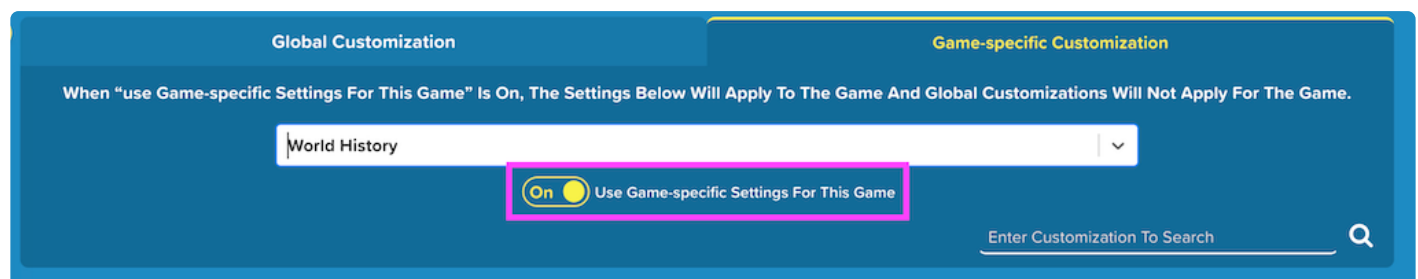 Global Customization
Game-specific Customization
When “use Game-specific Settings For This Game” Is On, The Settings Below Will Apply To The Game And Global Customizations Will Not Apply For The Game.
World History
On Use Game-specific Settings For This Game
Enter Customization To Search